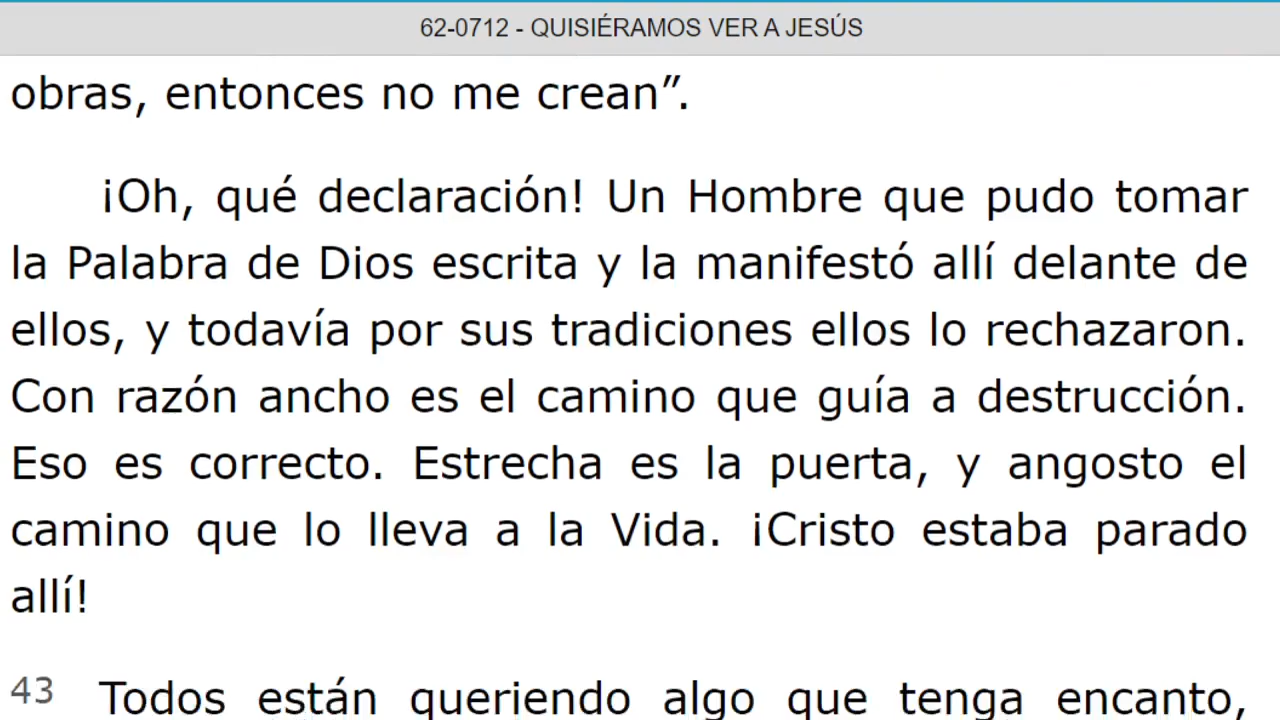 62-0712 - QUISIÉRAMOS VER A JESÚS
obras, entonces no me crean”.
¡Oh, qué declaración! Un Hombre que pudo tomar
la Palabra de Dios escrita y la manifestó allí delante de
ellos, y todavía por sus tradiciones ellos lo rechazaron.
Con razón ancho es el camino que guía a destrucción.
Eso es correcto. Estrecha es la puerta, y angosto el
camino que lo lleva a la Vida. ¡Cristo estaba parado
allí!
43 Todos están queriendo algo que tenga encanto,